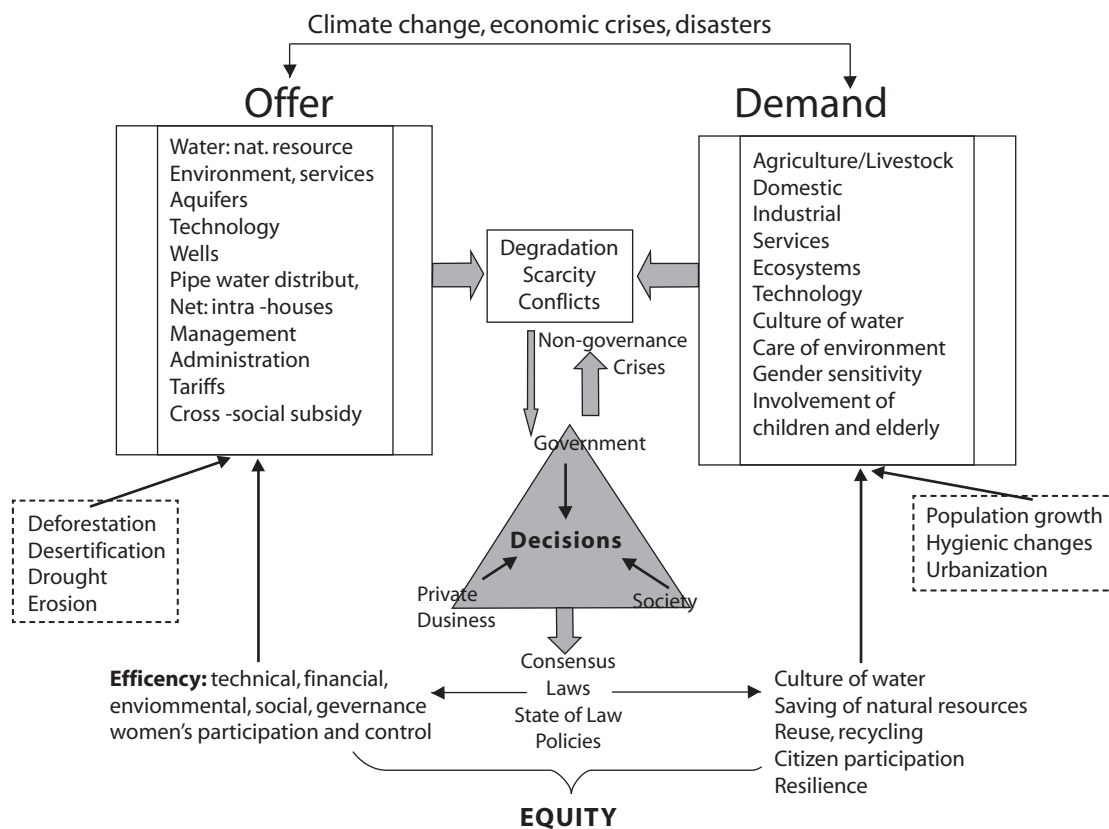 Climate change, economic crises, disasters
Offer
Demand
Water: nat. resource
Environment, services
Aquifers
Technology
Wells
Pipe water distribut,
Net: intra -houses
Management
Administration
Tariffs
Cross -social subsidy
Degradation
Scarcity
Conflicts
Agriculture/Livestock
Domestic
Industrial
Services
Ecosystems
Technology
Culture of water
Care of environment
Gender sensitivity
Involvement of
children and elderly
Non-governance
Crises
Government
Decisions
Private
Dusiness
Society
Deforestation
Desertification
Drought
Erosion
Population growth
Hygienic changes
Urbanization
Efficency: technical, financial,
enviommental, social, gevernance
women's participation and control
Consensus
Laws
State of Law
Policies
Culture of water
Saving of natural resources
Reuse, recycling
Citizen participation
Resilience
EQUITY